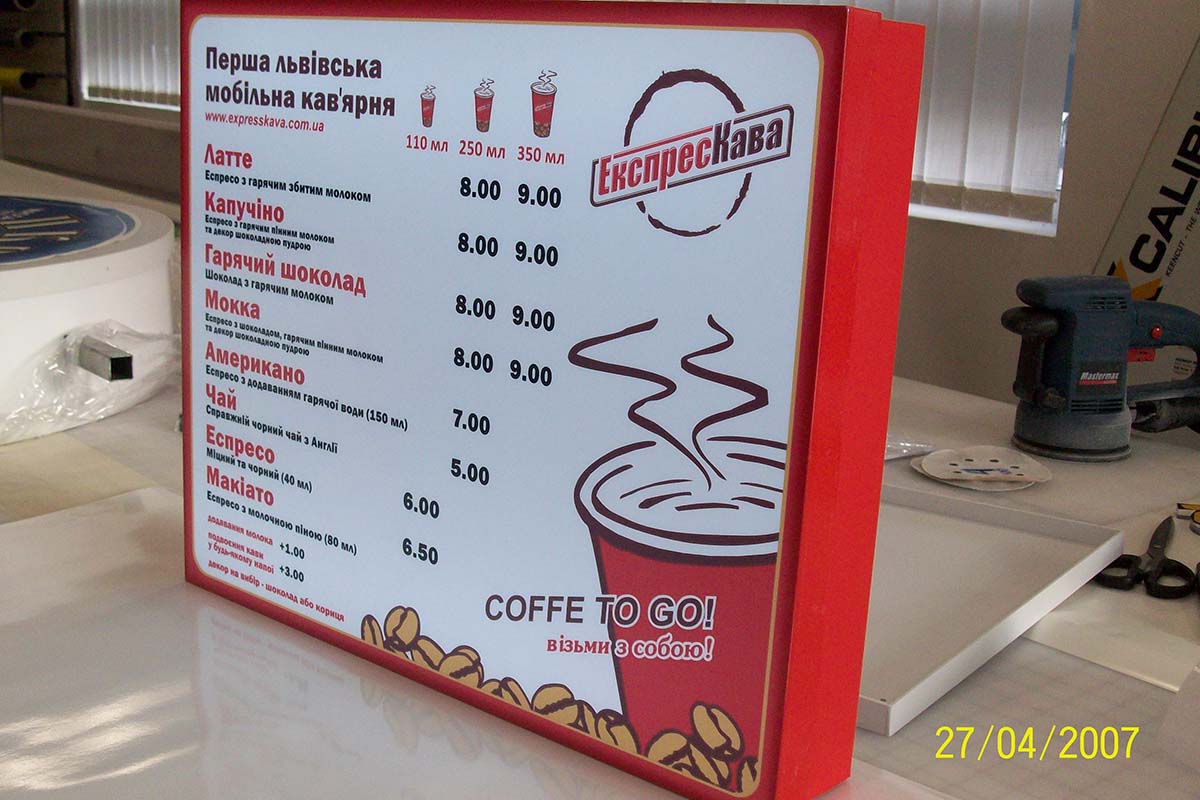 Перша львівська
мобільна кав'ярня
www.expresskava.com.ua
110 мл 250 мл 350 мл
ЕкспресКава
Латте 8.00 9.00
Еспресо з гарячим збитим молоком
Капучіно 8.00 9.00
Еспресо з гарячим пінним молоком
та декор шоколадною пудрою
Гарячий шоколад 8.00 9.00
Шоколад з гарячим молоком
Мокка 8.00 9.00
Еспресо з шоколадом, гарячим пінним молоком
та декор шоколадною пудрою
Американо 7.00
Еспресо з додаванням гарячої води (150 мл)
Чай 5.00
Справжній чорний чай з Англії
Еспресо 6.00
Міцний та чорний (40 мл)
Макіато 6.50
Еспресо з молочною піною (80 мл)
додавання молока +1.00
подвоєння кави
у будь-якому напої +3.00
декор на вибір - шоколад або кориця
COFFE TO GO!
візьми з собою!
CALIB
KEENCUT - THE
Mastermax
27/04/2007